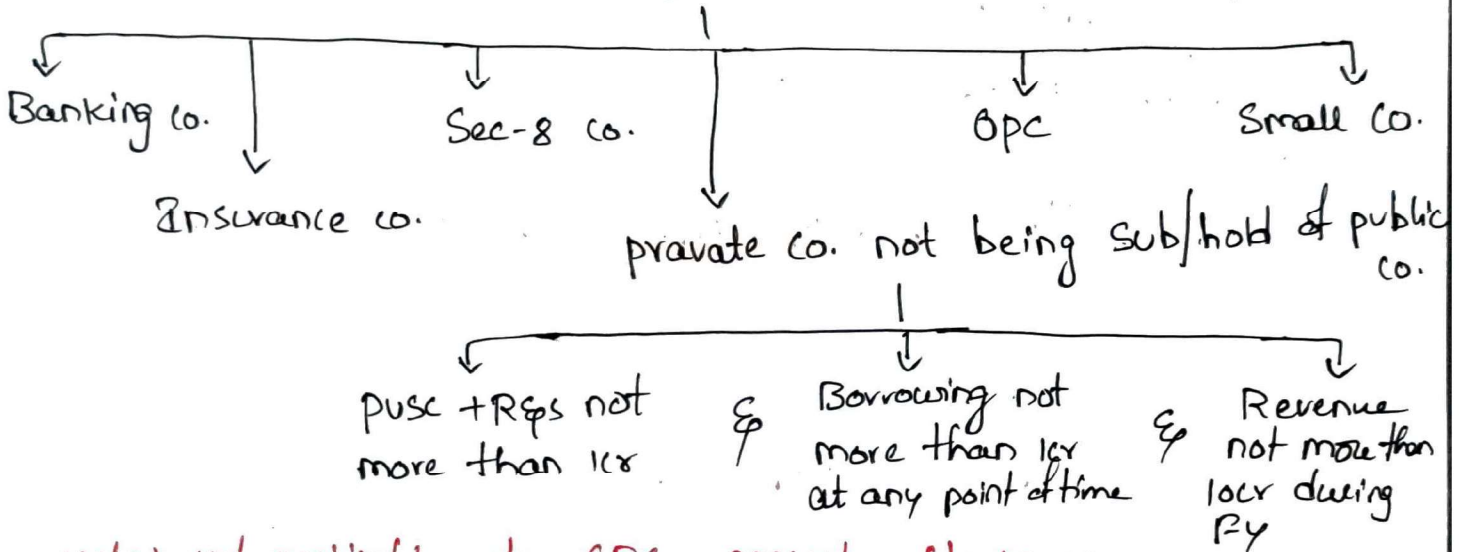 Banking co.
Sec-8 co.
Opc
Small Co.
Insurance co.
pravate co. not being sub/hold of public
co.
pusc + R&s not
more than 1cr
&
Borrowing not
more than 1cr
at any point of time
&
Revenue
not more than
10cr during
Fy